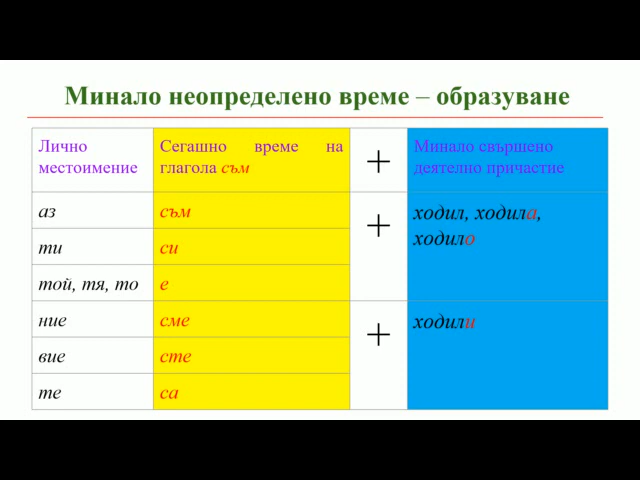 Минало неопределено време – образуване
Лично местоимение
Сегашно време на глагола съм
+
Минало свършено деятелно причастие
аз
съм
+
ходил, ходила, ходило
ти
си
той, тя, то
е
ние
сме
+
ходили
вие
сте
те
са